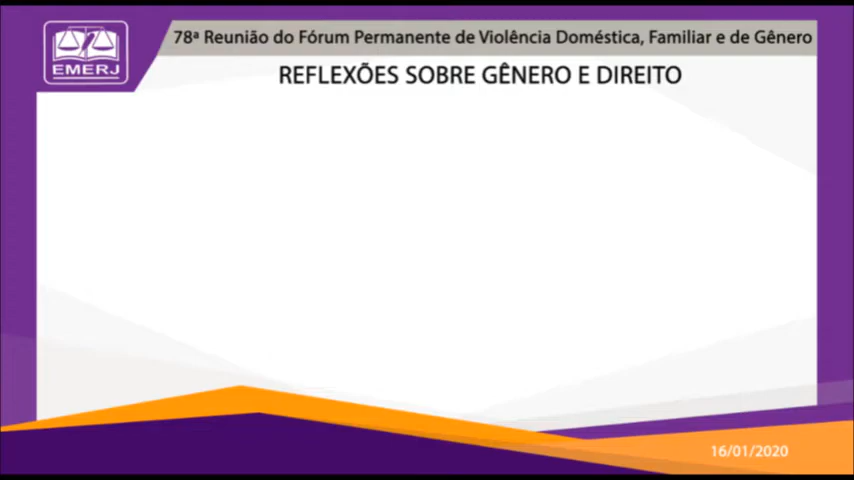 78ª Reunião do Fórum Permanente de Violência Doméstica, Familiar e de Gênero
EMERJ
REFLEXÕES SOBRE GÊNERO E DIREITO
16/01/2020